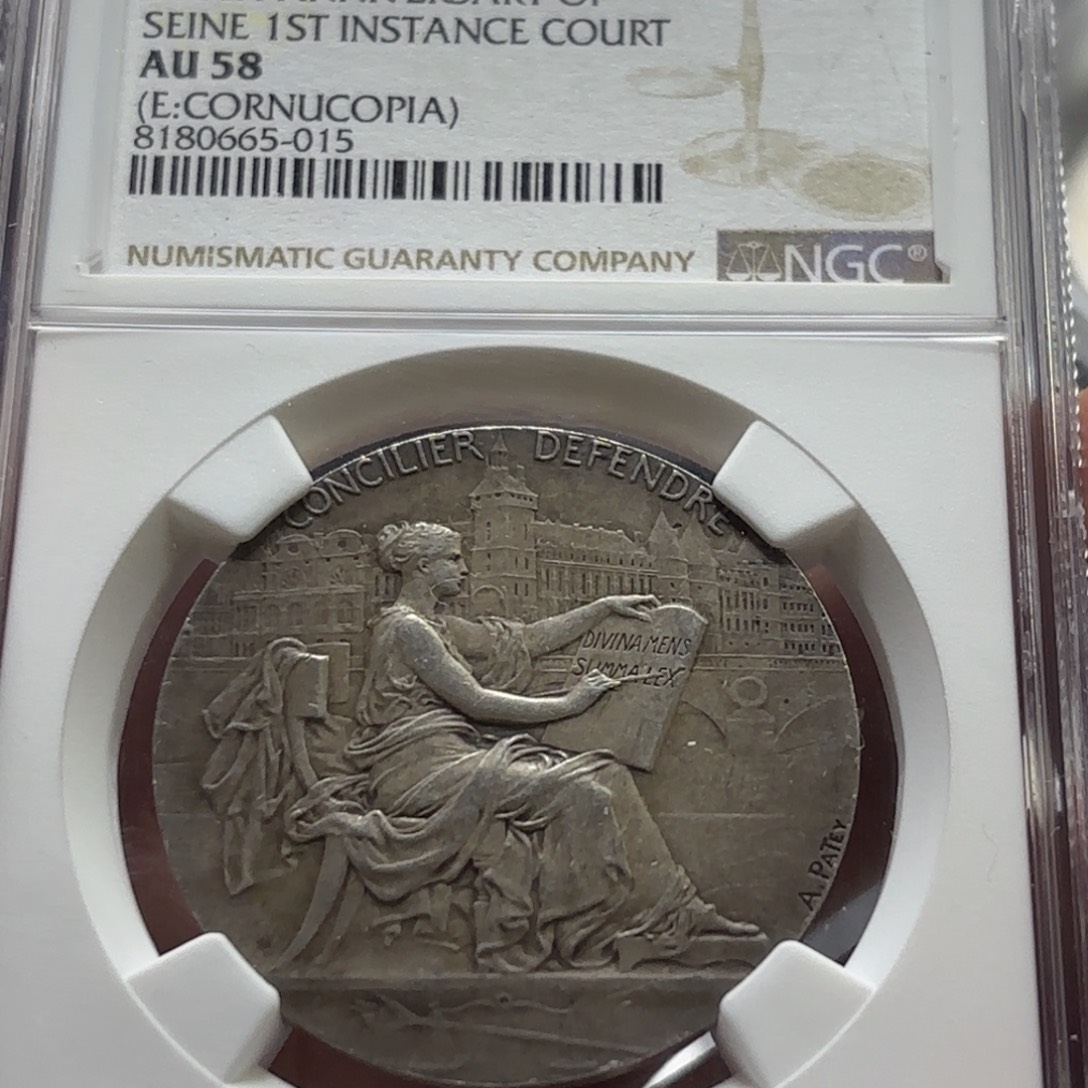 SEINE 1ST INSTANCE COURT
AU 58
(E:CORNUCOPIA)
8180665-015
NUMISMATIC GUARANTY COMPANY
NGC®
CONCILIER DEFENDRE
DIVINA MENS
SUMMA LEX
A. PATEY